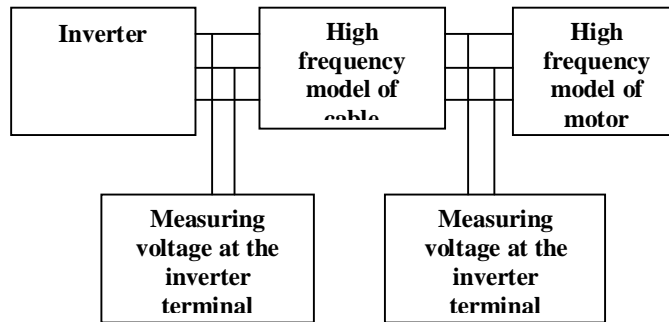 Inverter
High
frequency
model of
cable
High
frequency
model of
motor
Measuring
voltage at the
inverter
terminal
Measuring
voltage at the
inverter
terminal